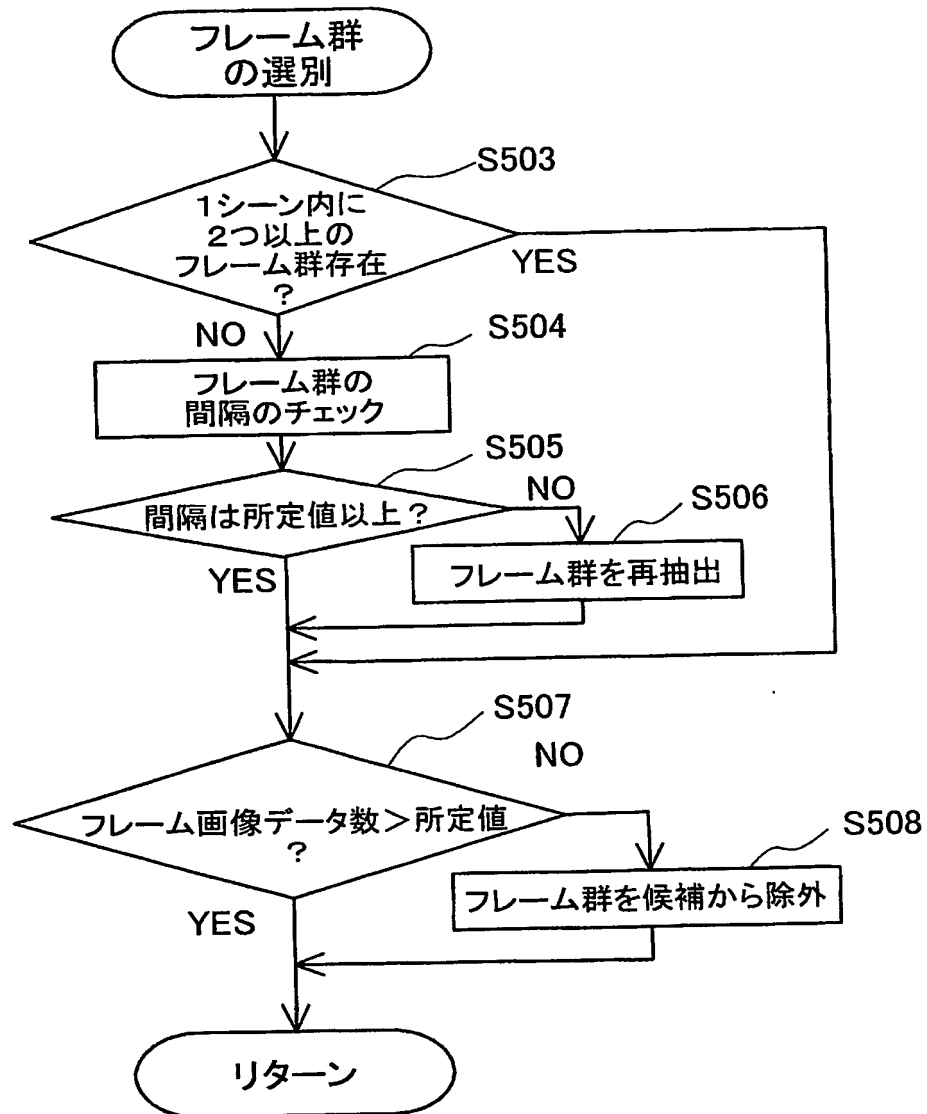 フレーム群
の選別
S503
1シーン内に
2つ以上の
フレーム群存在
?
YES
NO
S504
フレーム群の
間隔のチェック
S505
間隔は所定値以上?
NO
S506
フレーム群を再抽出
YES
S507
NO
フレーム画像データ数>所定値
?
S508
フレーム群を候補から除外
YES
リターン